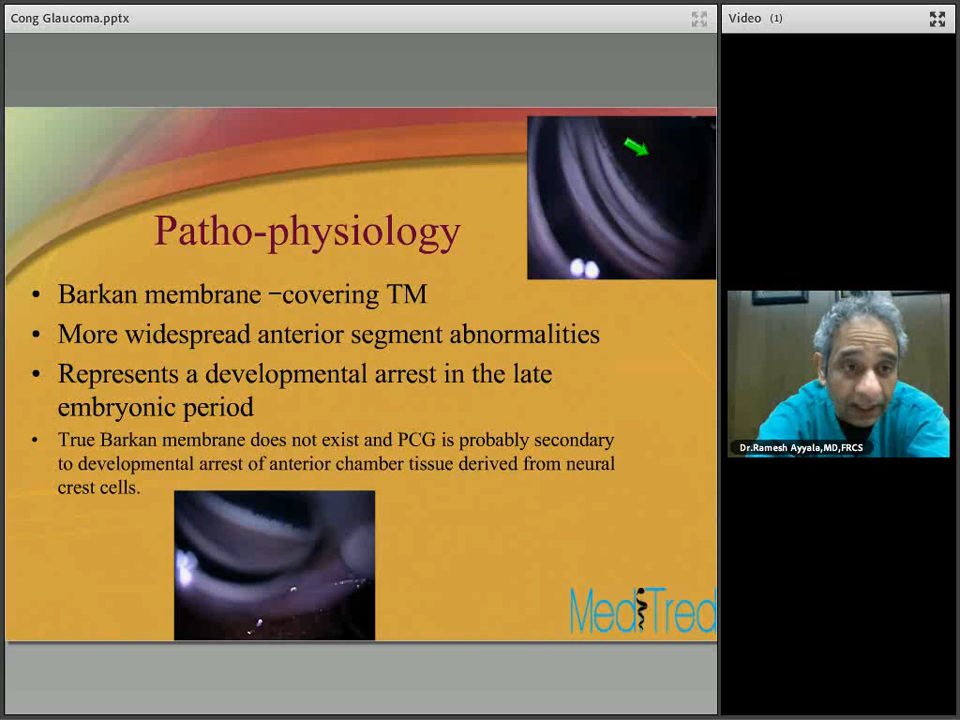 Cong Glaucoma.pptx
Video (1)
Patho-physiology
• Barkan membrane –covering TM
• More widespread anterior segment abnormalities
• Represents a developmental arrest in the late
embryonic period
• True Barkan membrane does not exist and PCG is probably secondary
to developmental arrest of anterior chamber tissue derived from neural
crest cells.
Dr.Ramesh Ayyala,MD,FRCS
MediTred